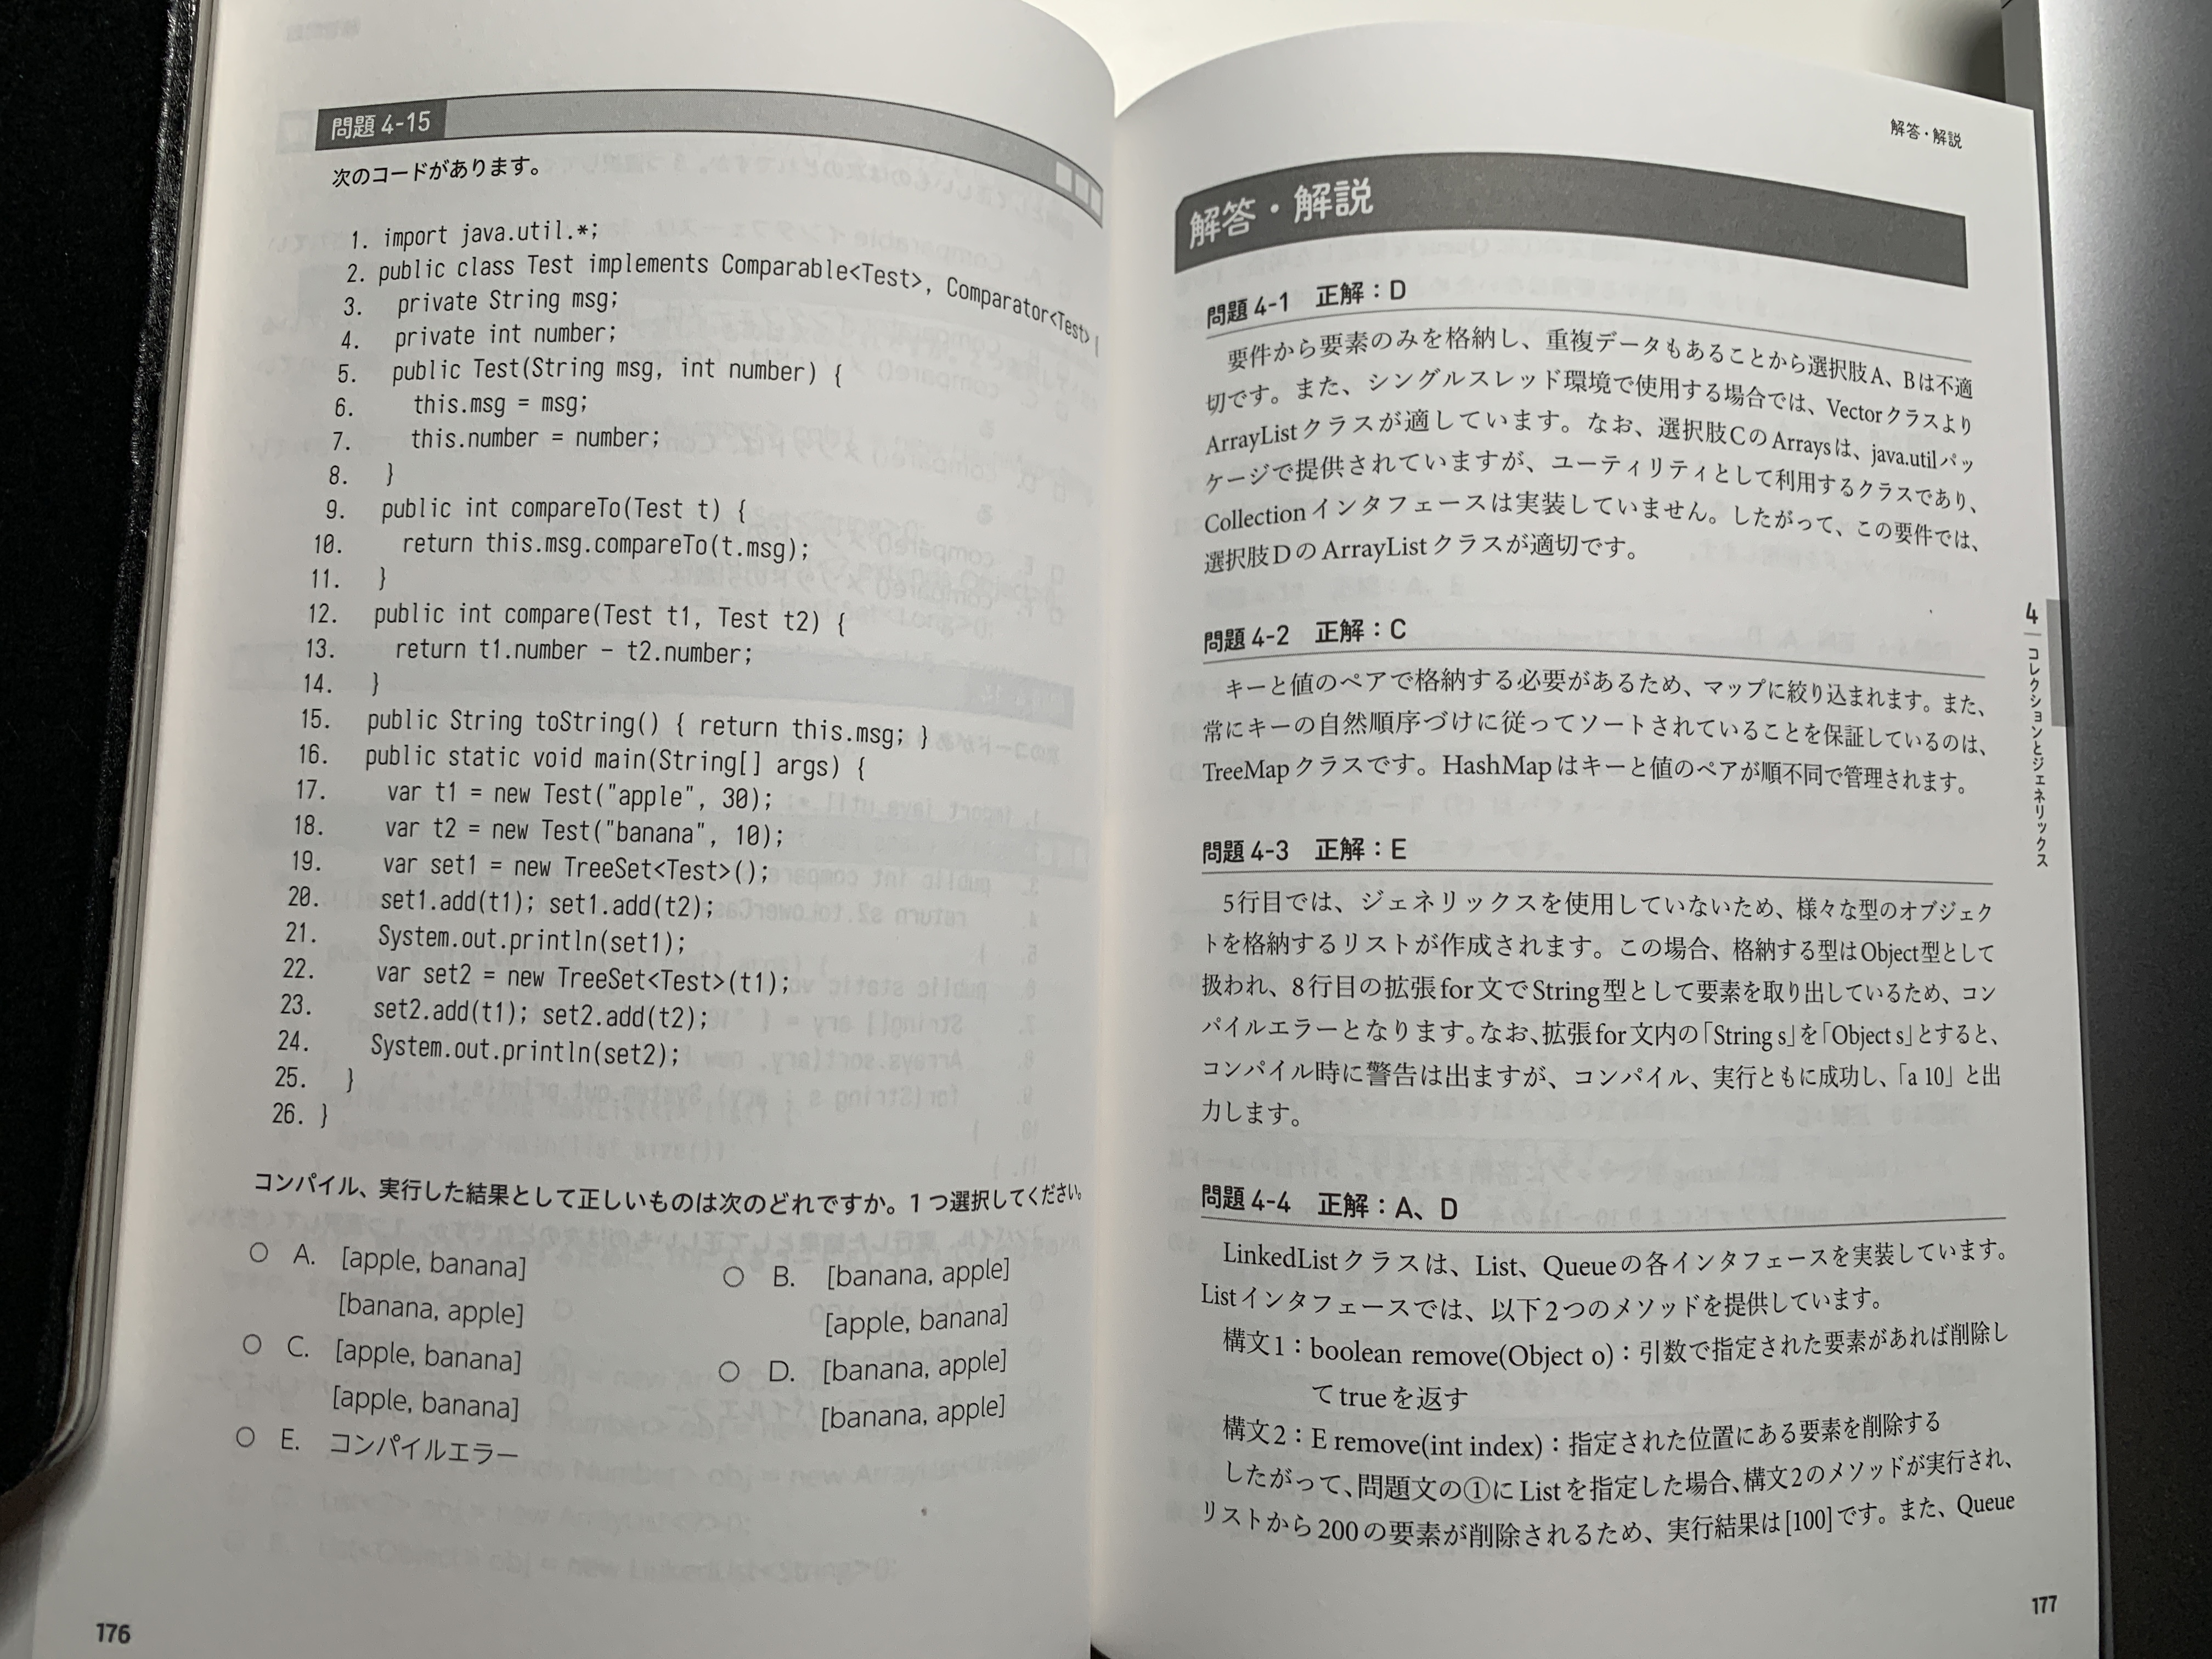 問題 4-15
次のコードがあります。
1. import java.util.*;
2. public class Test implements Comparable<Test>, Comparator<Test> {
3. private String msg;
4. private int number;
5. public Test(String msg, int number) {
6. this.msg = msg;
7. this.number = number;
8. }
9. public int compareTo(Test t) {
10. return this.msg.compareTo(t.msg);
11. }
12. public int compare(Test t1, Test t2) {
13. return t1.number - t2.number;
14. }
15. public String toString() { return this.msg; }
16. public static void main(String[] args) {
17. var t1 = new Test("apple", 30);
18. var t2 = new Test("banana", 10);
19. var set1 = new TreeSet<Test>();
20. set1.add(t1); set1.add(t2);
21. System.out.println(set1);
22. var set2 = new TreeSet<Test>(t1);
23. set2.add(t1); set2.add(t2);
24. System.out.println(set2);
25. }
26. }
コンパイル、実行した結果として正しいものは次のどれですか。1つ選択してください。
○ A. [apple, banana]
[banana, apple]
○ B. [banana, apple]
[apple, banana]
○ C. [apple, banana]
[apple, banana]
○ D. [banana, apple]
[banana, apple]
○ E. コンパイルエラー
176
解答・解説
解答・解説
問題 4-1 正解：D
要件から要素のみを格納し、重複データもあることから選択肢A、Bは不適
切です。また、シングルスレッド環境で使用する場合では、Vectorクラスより
ArrayListクラスが適しています。なお、選択肢CのArraysは、java.utilパッ
ケージで提供されていますが、ユーティリティとして利用するクラスであり、
Collectionインタフェースは実装していません。したがって、この要件では、
選択肢DのArrayListクラスが適切です。
問題 4-2 正解：C
キーと値のペアで格納する必要があるため、マップに絞り込まれます。また、
常にキーの自然順序づけに従ってソートされていることを保証しているのは、
TreeMapクラスです。HashMapはキーと値のペアが順不同で管理されます。
問題 4-3 正解：E
5行目では、ジェネリックスを使用していないため、様々な型のオブジェク
トを格納するリストが作成されます。この場合、格納する型はObject型として
扱われ、8行目の拡張for文でString型として要素を取り出しているため、コン
パイルエラーとなります。なお、拡張for文内の「String s」を「Object s」とすると、
コンパイル時に警告は出ますが、コンパイル、実行ともに成功し、「a 10」と出
力します。
問題 4-4 正解：A、D
LinkedListクラスは、List、Queueの各インタフェースを実装しています。
Listインタフェースでは、以下2つのメソッドを提供しています。
構文1：boolean remove(Object o)：引数で指定された要素があれば削除し
てtrueを返す
構文2：E remove(int index)：指定された位置にある要素を削除する
したがって、問題文の①にListを指定した場合、構文2のメソッドが実行され、
リストから200の要素が削除されるため、実行結果は[100]です。また、Queue
4 コレクションとジェネリックス
177